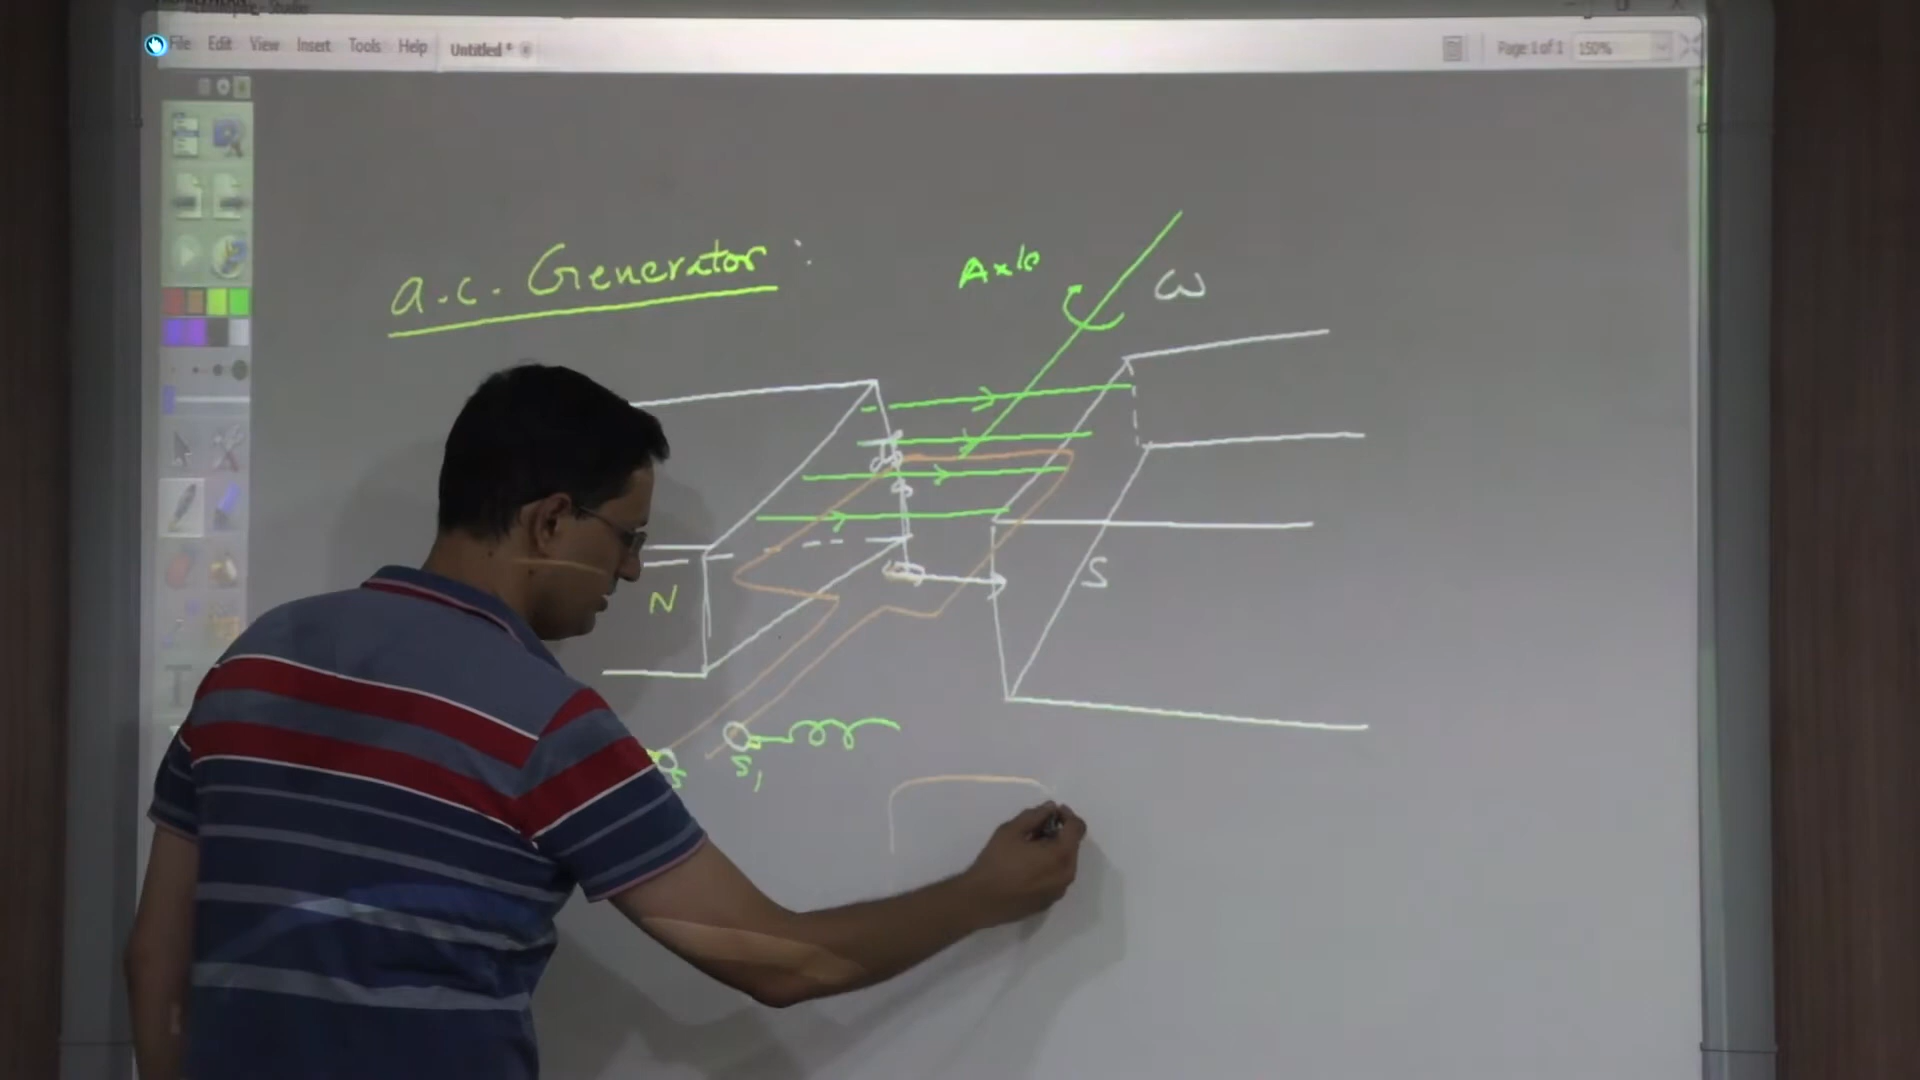 File Edit View Insert Tools Help Untitled * Page 1 of 1 150%
a.c. Generator :
Axle
ω
N
S
S
S1